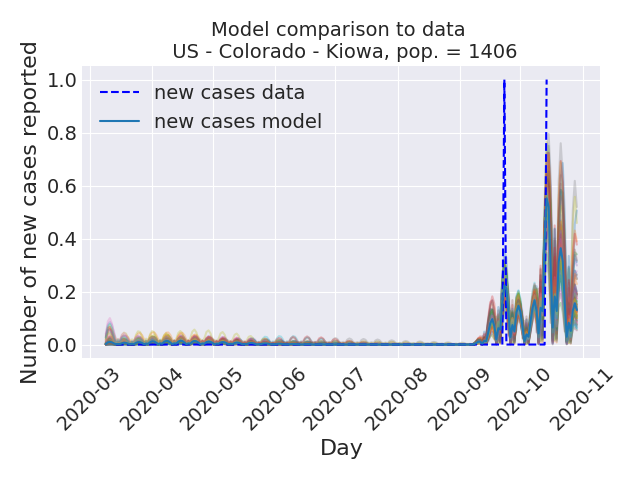 Model comparison to data
US - Colorado - Kiowa, pop. = 1406
Number of new cases reported
1.0
0.8
0.6
0.4
0.2
0.0
new cases data
new cases model
2020-03
2020-04
2020-05
2020-06
2020-07
2020-08
2020-09
2020-10
2020-11
Day